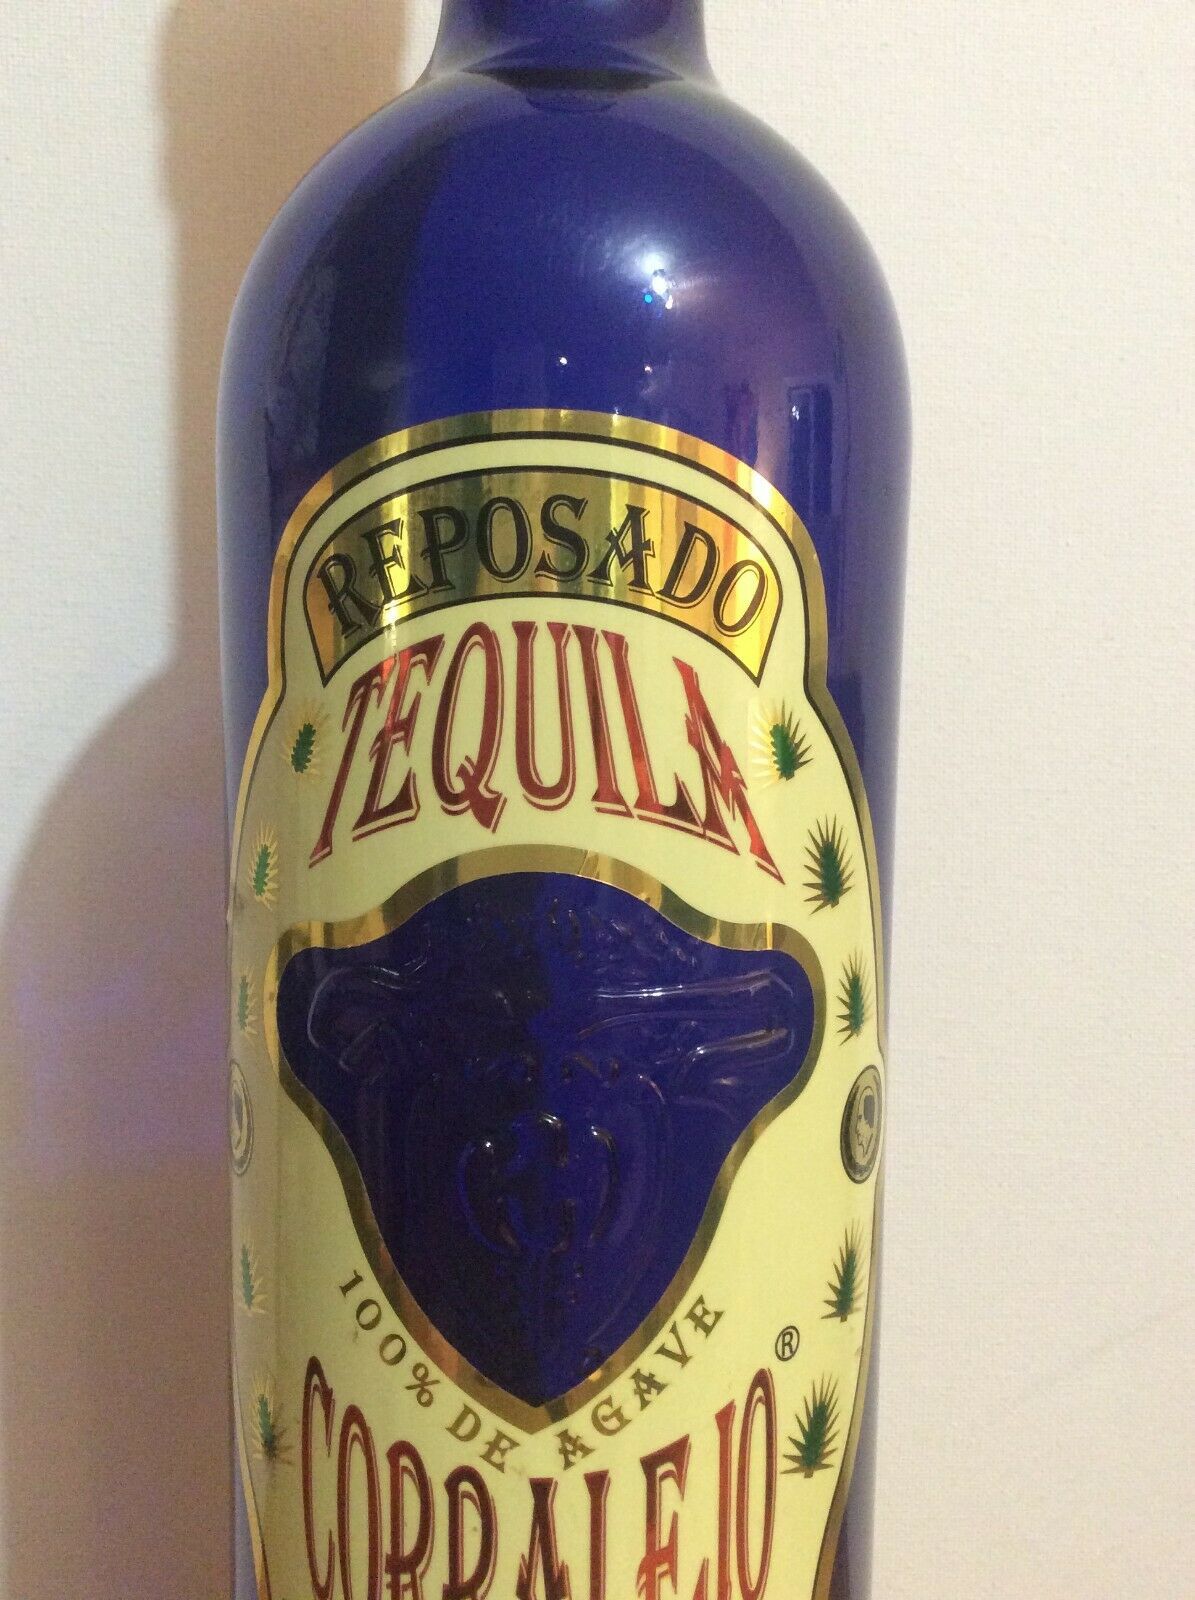 REPOSADO
TEQUILA
100% DE AGAVE
®
CORRALEJO